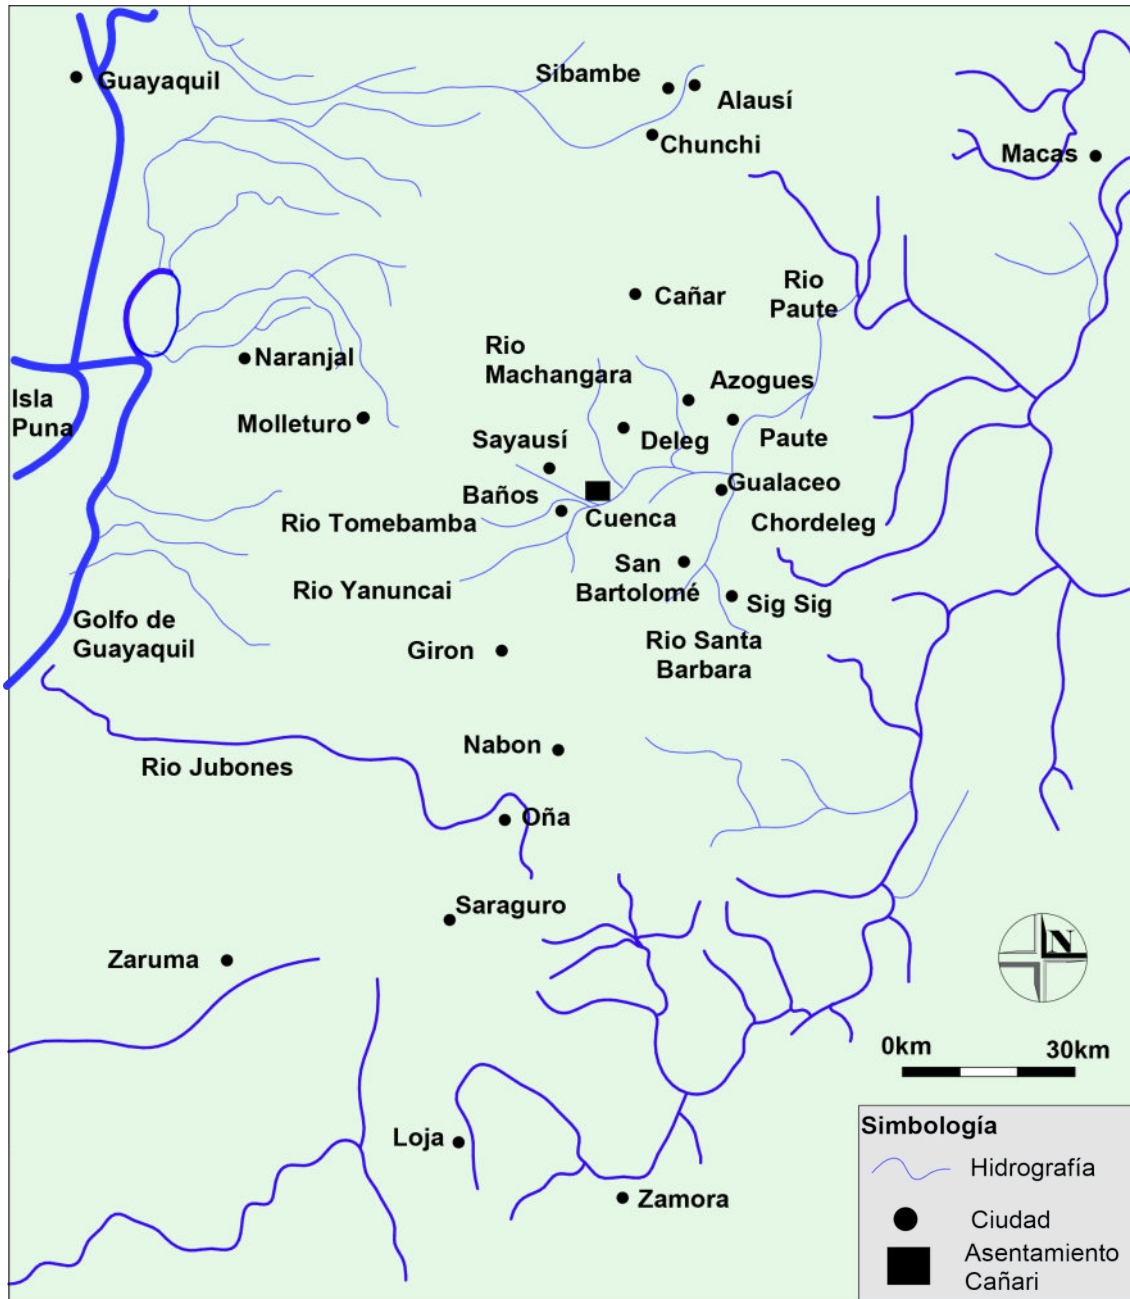 Guayaquil
Sibambe
Alausí
Chunchi
Macas
Cañar
Rio
Paute
Rio
Machangara
Naranjal
Isla
Puna
Molleturo
Azogues
Sayausí
Deleg
Paute
Baños
Gualaceo
Rio Tomebamba
Cuenca
Chordeleg
Rio Yanuncai
San
Bartolomé
Sig Sig
Golfo de
Guayaquil
Giron
Rio Santa
Barbara
Nabon
Rio Jubones
Oña
Saraguro
Zaruma
N
0km
30km
Loja
Zamora
Simbología
Hidrografía
Ciudad
Asentamiento
Cañari